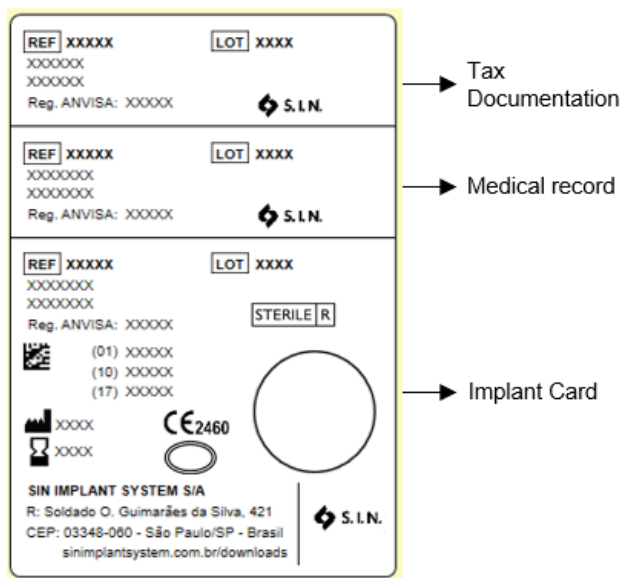 REF XXXXX LOT XXXX
XXXXXX
XXXXXX
Reg. ANVISA: XXXXX S.I.N.
Tax
Documentation
REF XXXXX LOT XXXX
XXXXXXX
XXXXXXX
Reg. ANVISA: XXXXX S.I.N.
Medical record
REF XXXXX LOT XXXX
XXXXXXX
XXXXXXX
Reg. ANVISA: XXXXX
STERILE R
(01) XXXXX
(10) XXXXX
(17) XXXXX
Implant Card
XXXX
CE 2460
XXXX
SIN IMPLANT SYSTEM S/A
R: Soldado O. Guimarães da Silva, 421
CEP: 03348-060 - São Paulo/SP - Brasil
sinimplantsystem.com.br/downloads
S.I.N.